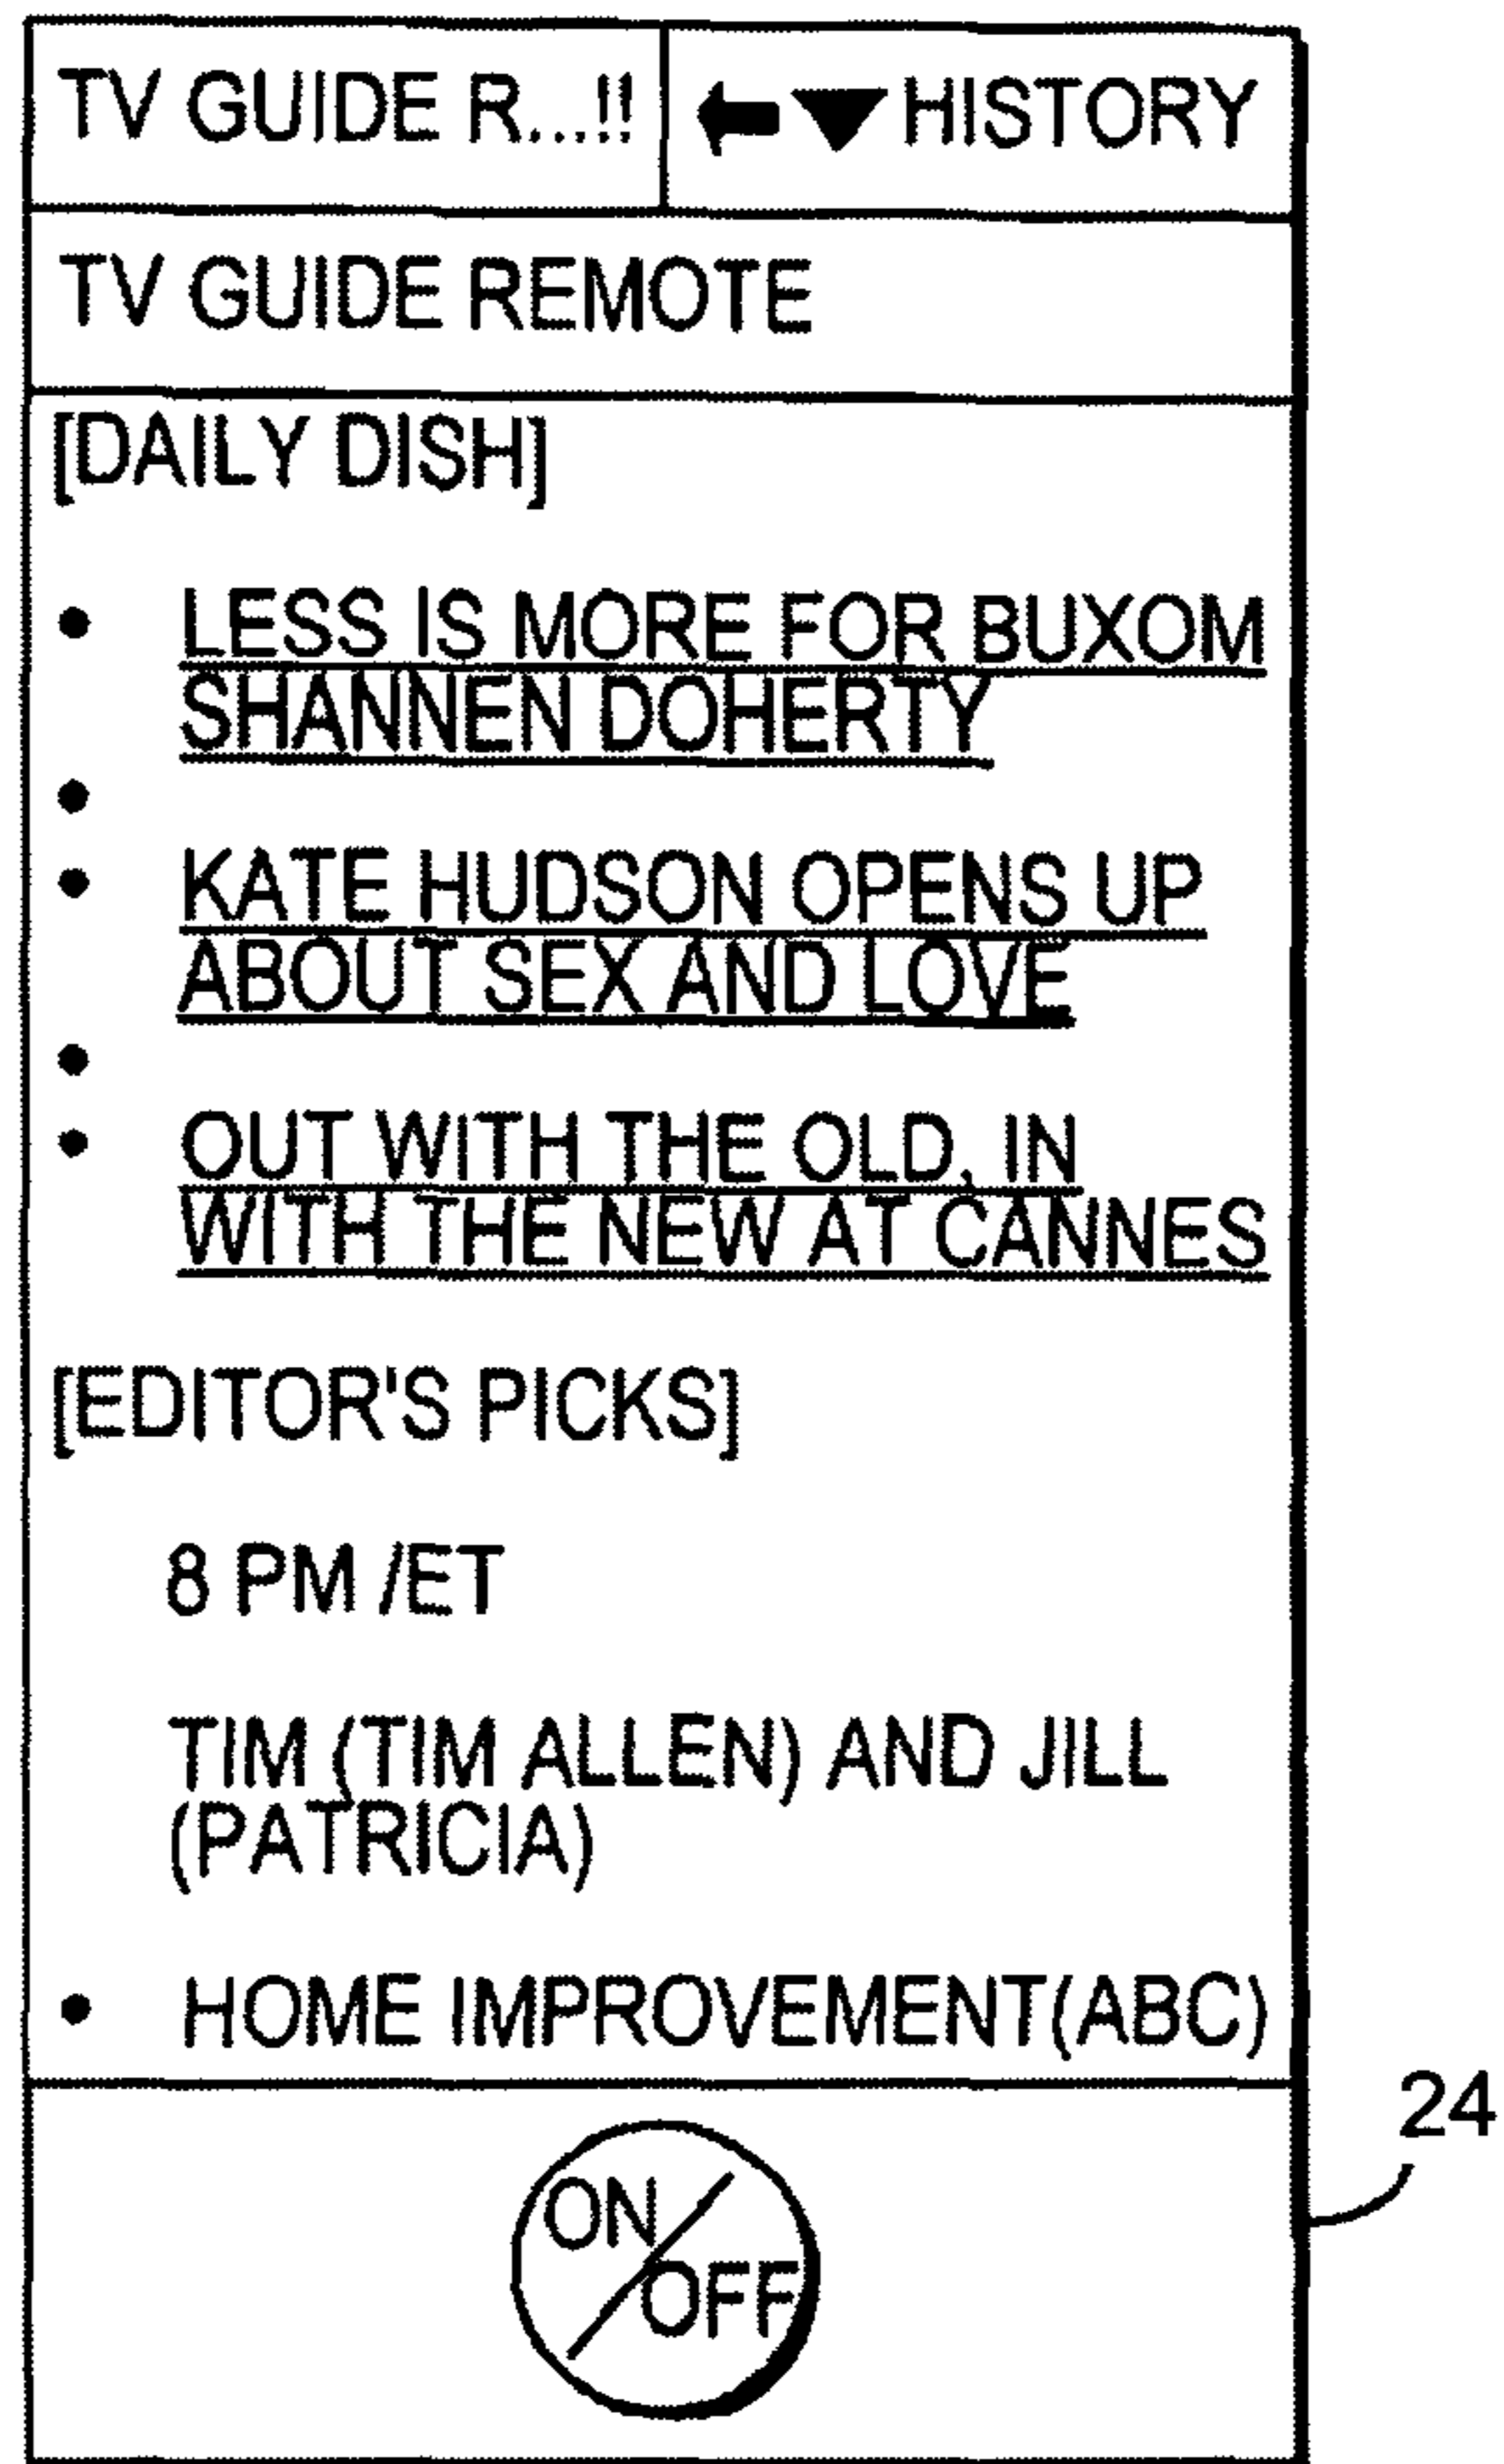 TV GUIDE R...!! HISTORY
TV GUIDE REMOTE
[DAILY DISH]
• LESS IS MORE FOR BUXOM
SHANNEN DOHERTY
•
• KATE HUDSON OPENS UP
ABOUT SEX AND LOVE
•
• OUT WITH THE OLD, IN
WITH THE NEW AT CANNES
[EDITOR'S PICKS]
8 PM /ET
TIM (TIM ALLEN) AND JILL
(PATRICIA)
• HOME IMPROVEMENT(ABC)
24
ON
OFF